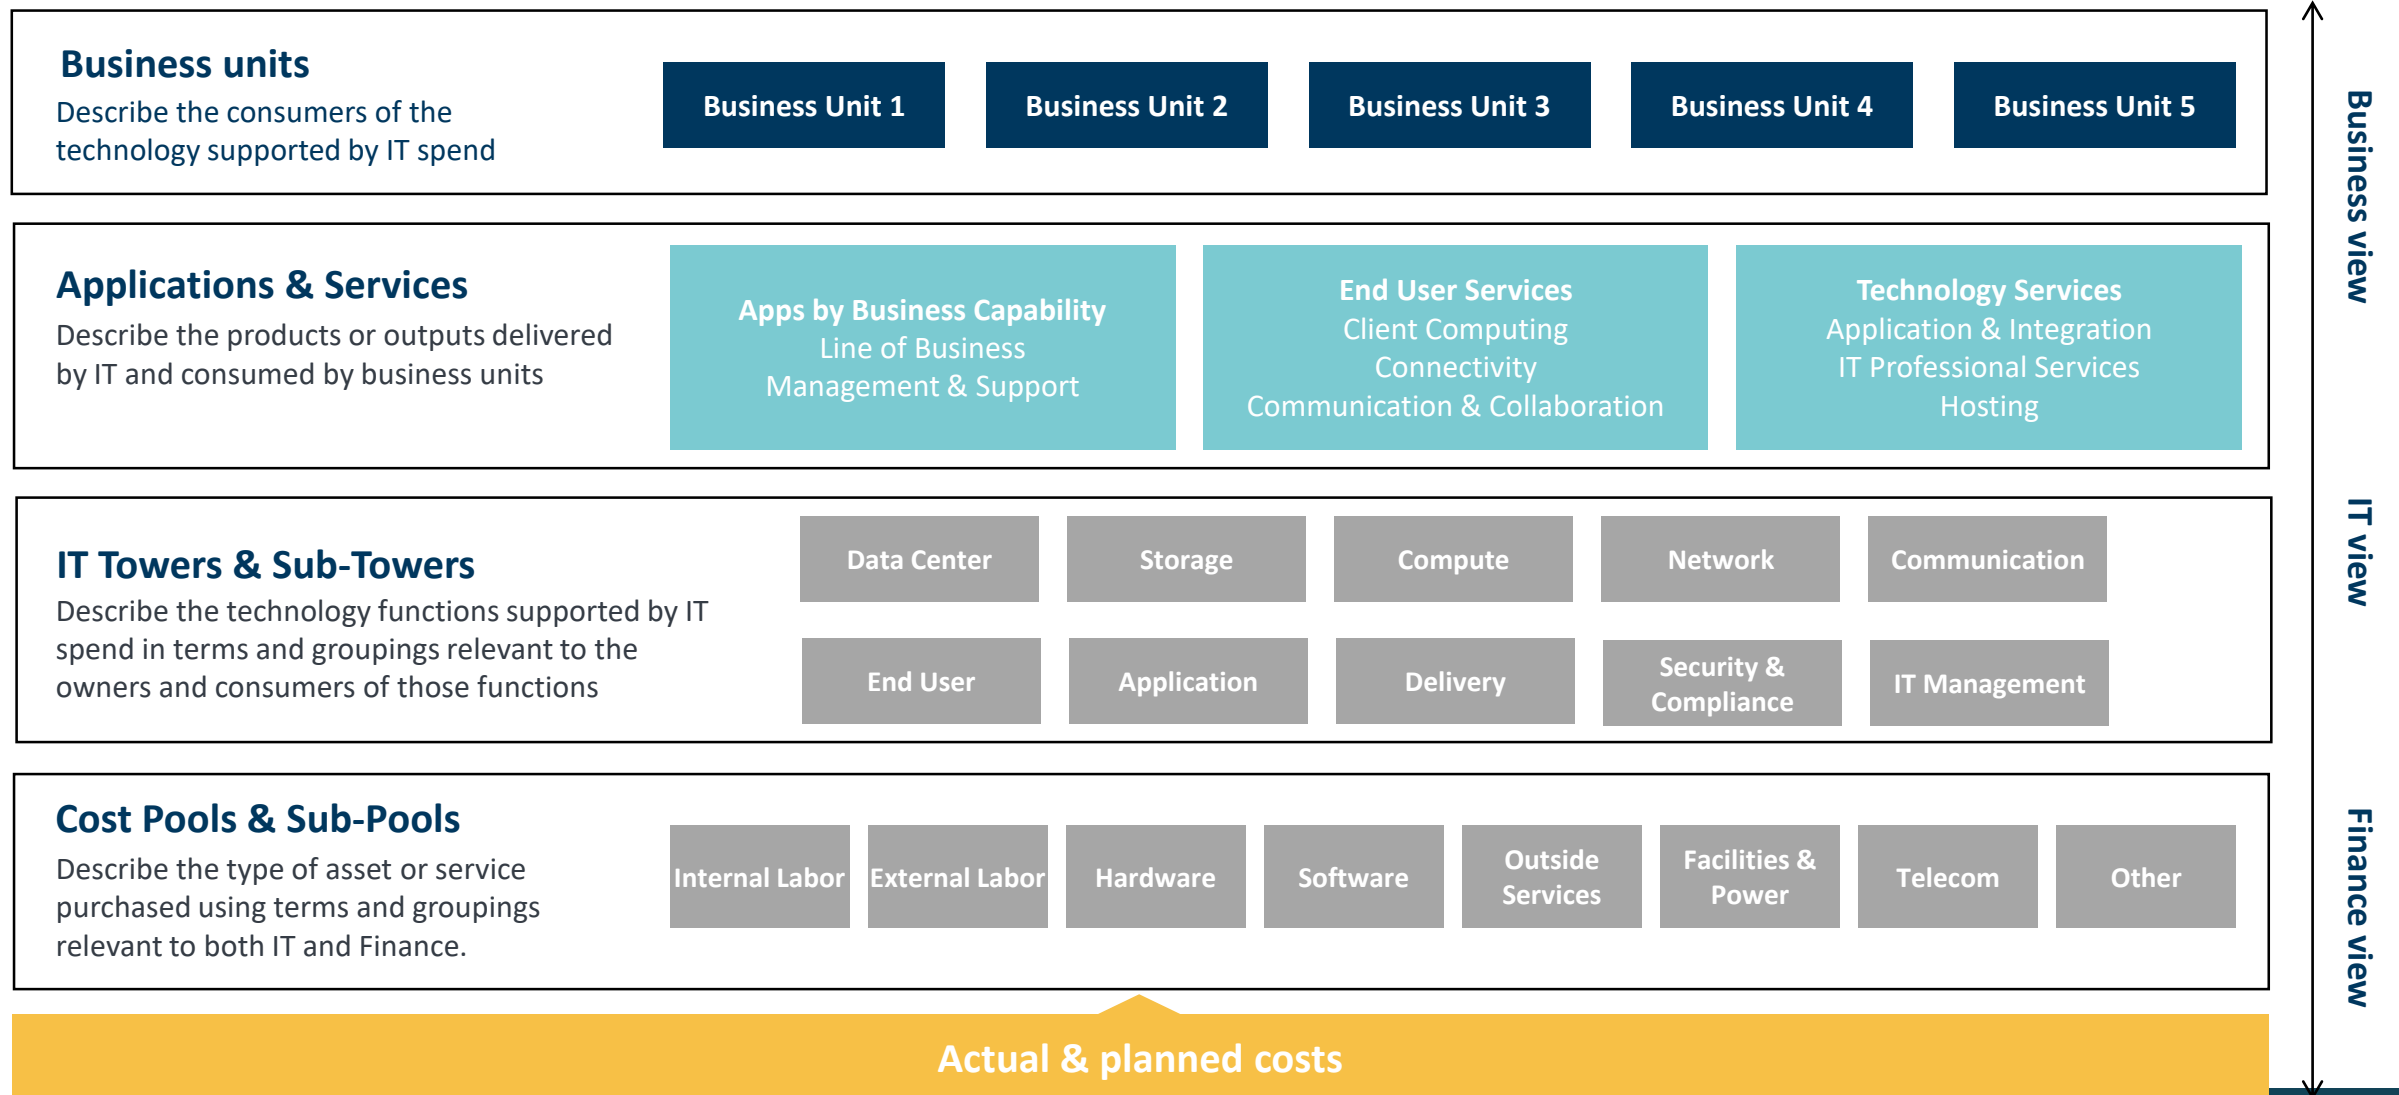 Business units
Describe the consumers of the
technology supported by IT spend
Business Unit 1
Business Unit 2
Business Unit 3
Business Unit 4
Business Unit 5
Applications & Services
Describe the products or outputs delivered
by IT and consumed by business units
Apps by Business Capability
Line of Business
Management & Support
End User Services
Client Computing
Connectivity
Communication & Collaboration
Technology Services
Application & Integration
IT Professional Services
Hosting
IT Towers & Sub-Towers
Describe the technology functions supported by IT
spend in terms and groupings relevant to the
owners and consumers of those functions
Data Center
Storage
Compute
Network
Communication
End User
Application
Delivery
Security &
Compliance
IT Management
Cost Pools & Sub-Pools
Describe the type of asset or service
purchased using terms and groupings
relevant to both IT and Finance.
Internal Labor
External Labor
Hardware
Software
Outside
Services
Facilities &
Power
Telecom
Other
Actual & planned costs
Business view
IT view
Finance view